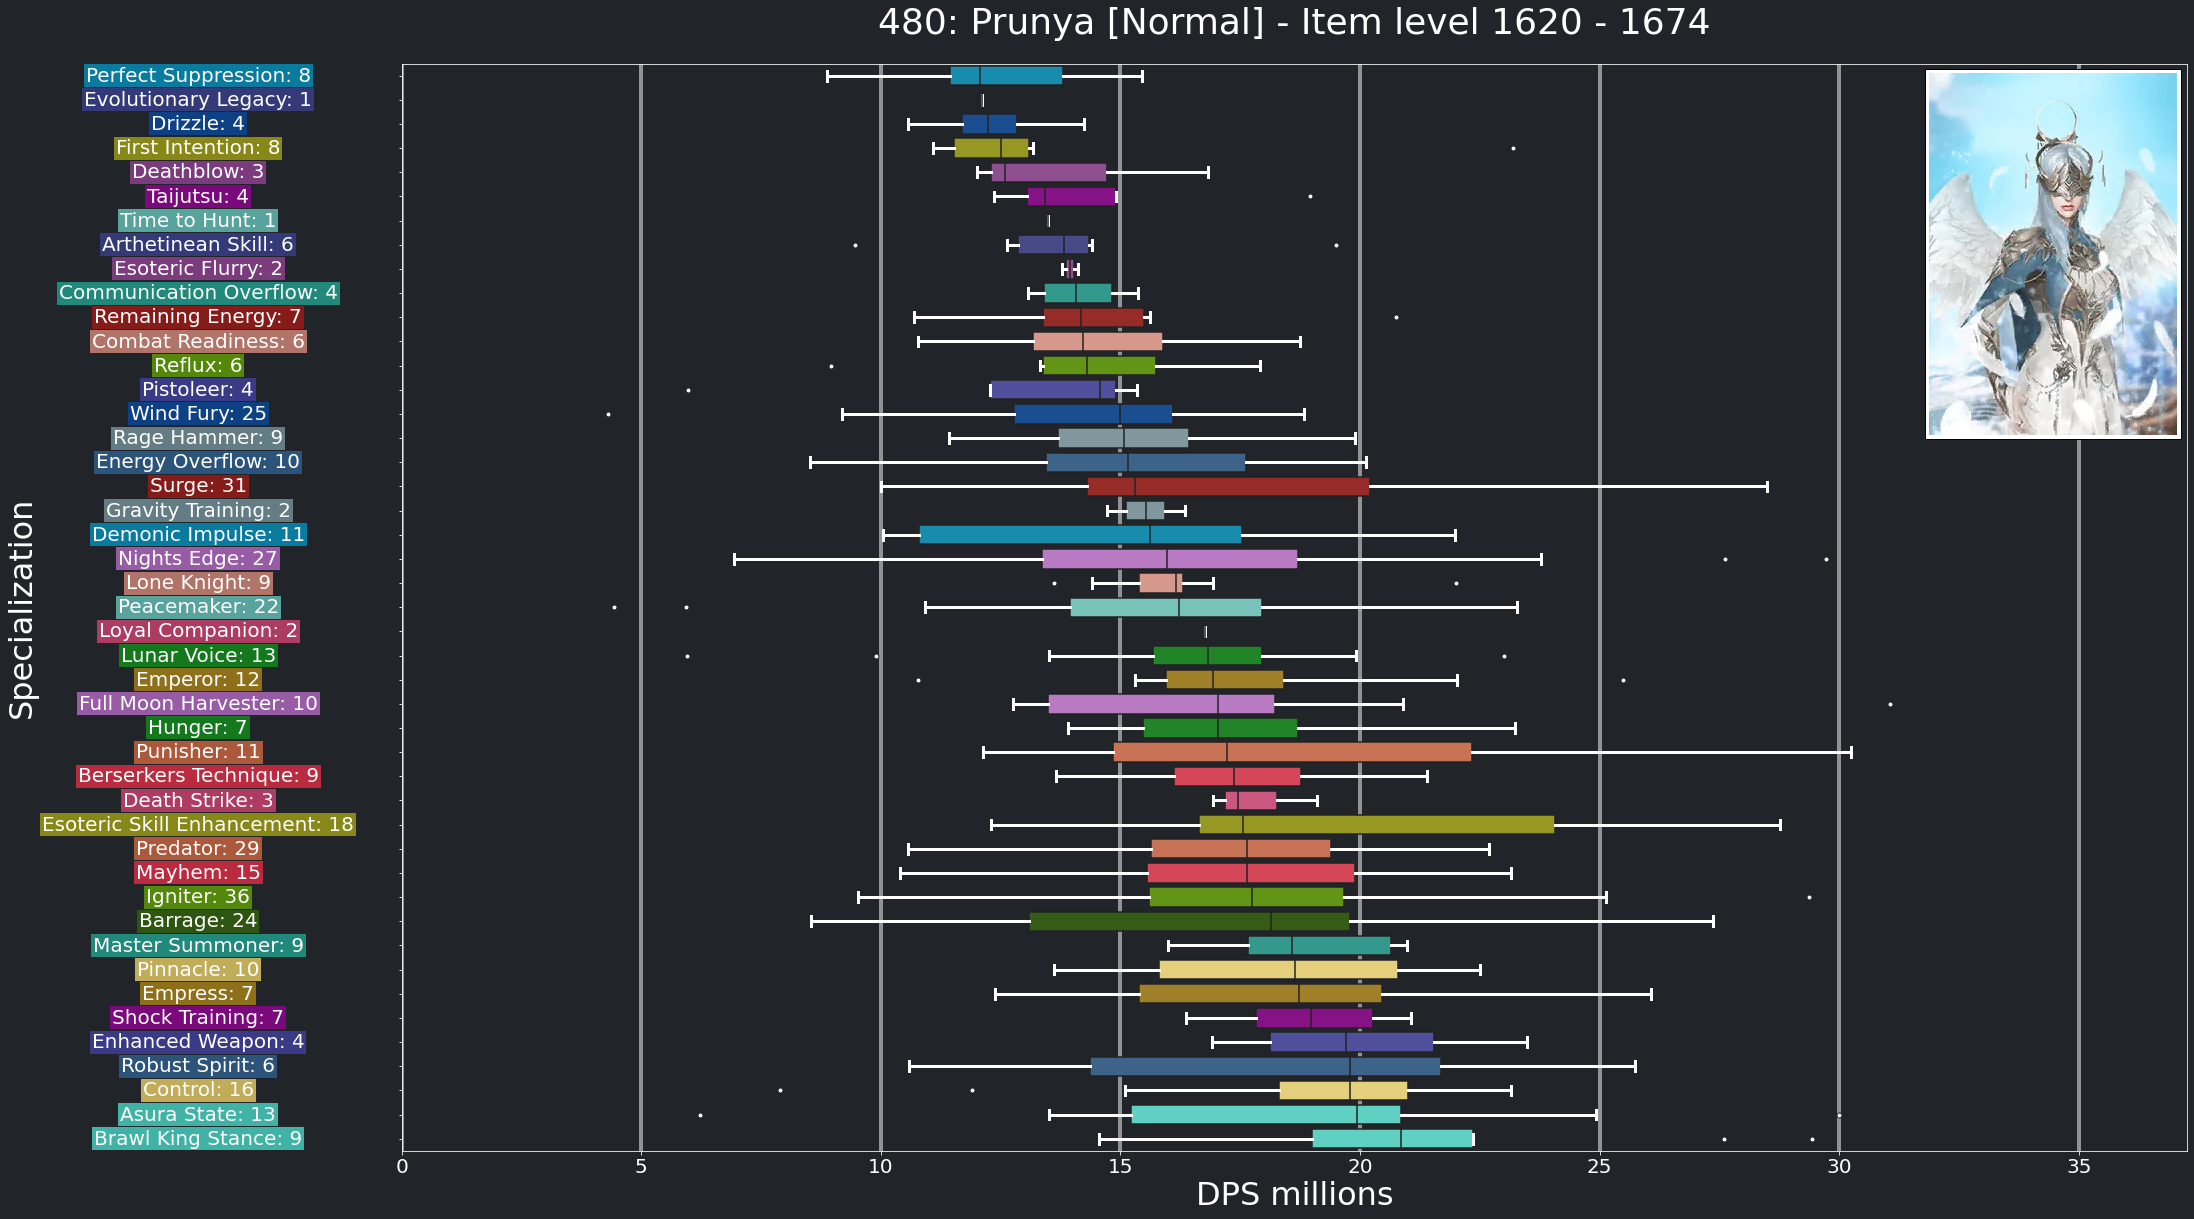 480: Prunya [Normal] - Item level 1620 - 1674
Perfect Suppression: 8
Evolutionary Legacy: 1
Drizzle: 4
First Intention: 8
Deathblow: 3
Taijutsu: 4
Time to Hunt: 1
Arthetinean Skill: 6
Esoteric Flurry: 2
Communication Overflow: 4
Remaining Energy: 7
Combat Readiness: 6
Reflux: 6
Pistoleer: 4
Wind Fury: 25
Rage Hammer: 9
Energy Overflow: 10
Surge: 31
Gravity Training: 2
Demonic Impulse: 11
Nights Edge: 27
Lone Knight: 9
Peacemaker: 22
Loyal Companion: 2
Lunar Voice: 13
Emperor: 12
Full Moon Harvester: 10
Hunger: 7
Punisher: 11
Berserkers Technique: 9
Death Strike: 3
Esoteric Skill Enhancement: 18
Predator: 29
Mayhem: 15
Igniter: 36
Barrage: 24
Master Summoner: 9
Pinnacle: 10
Empress: 7
Shock Training: 7
Enhanced Weapon: 4
Robust Spirit: 6
Control: 16
Asura State: 13
Brawl King Stance: 9
Specialization
0 5 10 15 20 25 30 35
DPS millions